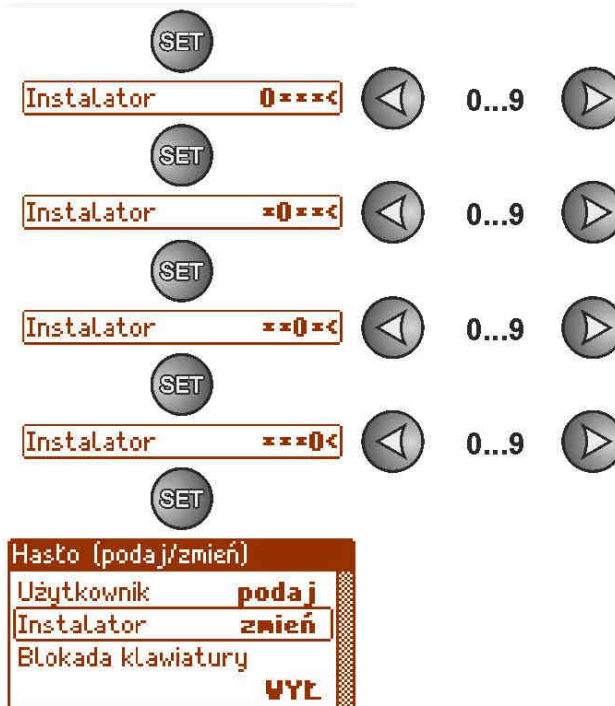 SET
Instalator 0***< 0...9
SET
Instalator *0**< 0...9
SET
Instalator **0*< 0...9
SET
Instalator ***0< 0...9
SET
Hasło (podaj/zmień)
Użytkownik podaj
Instalator zmień
Blokada klawiatury
WYŁ